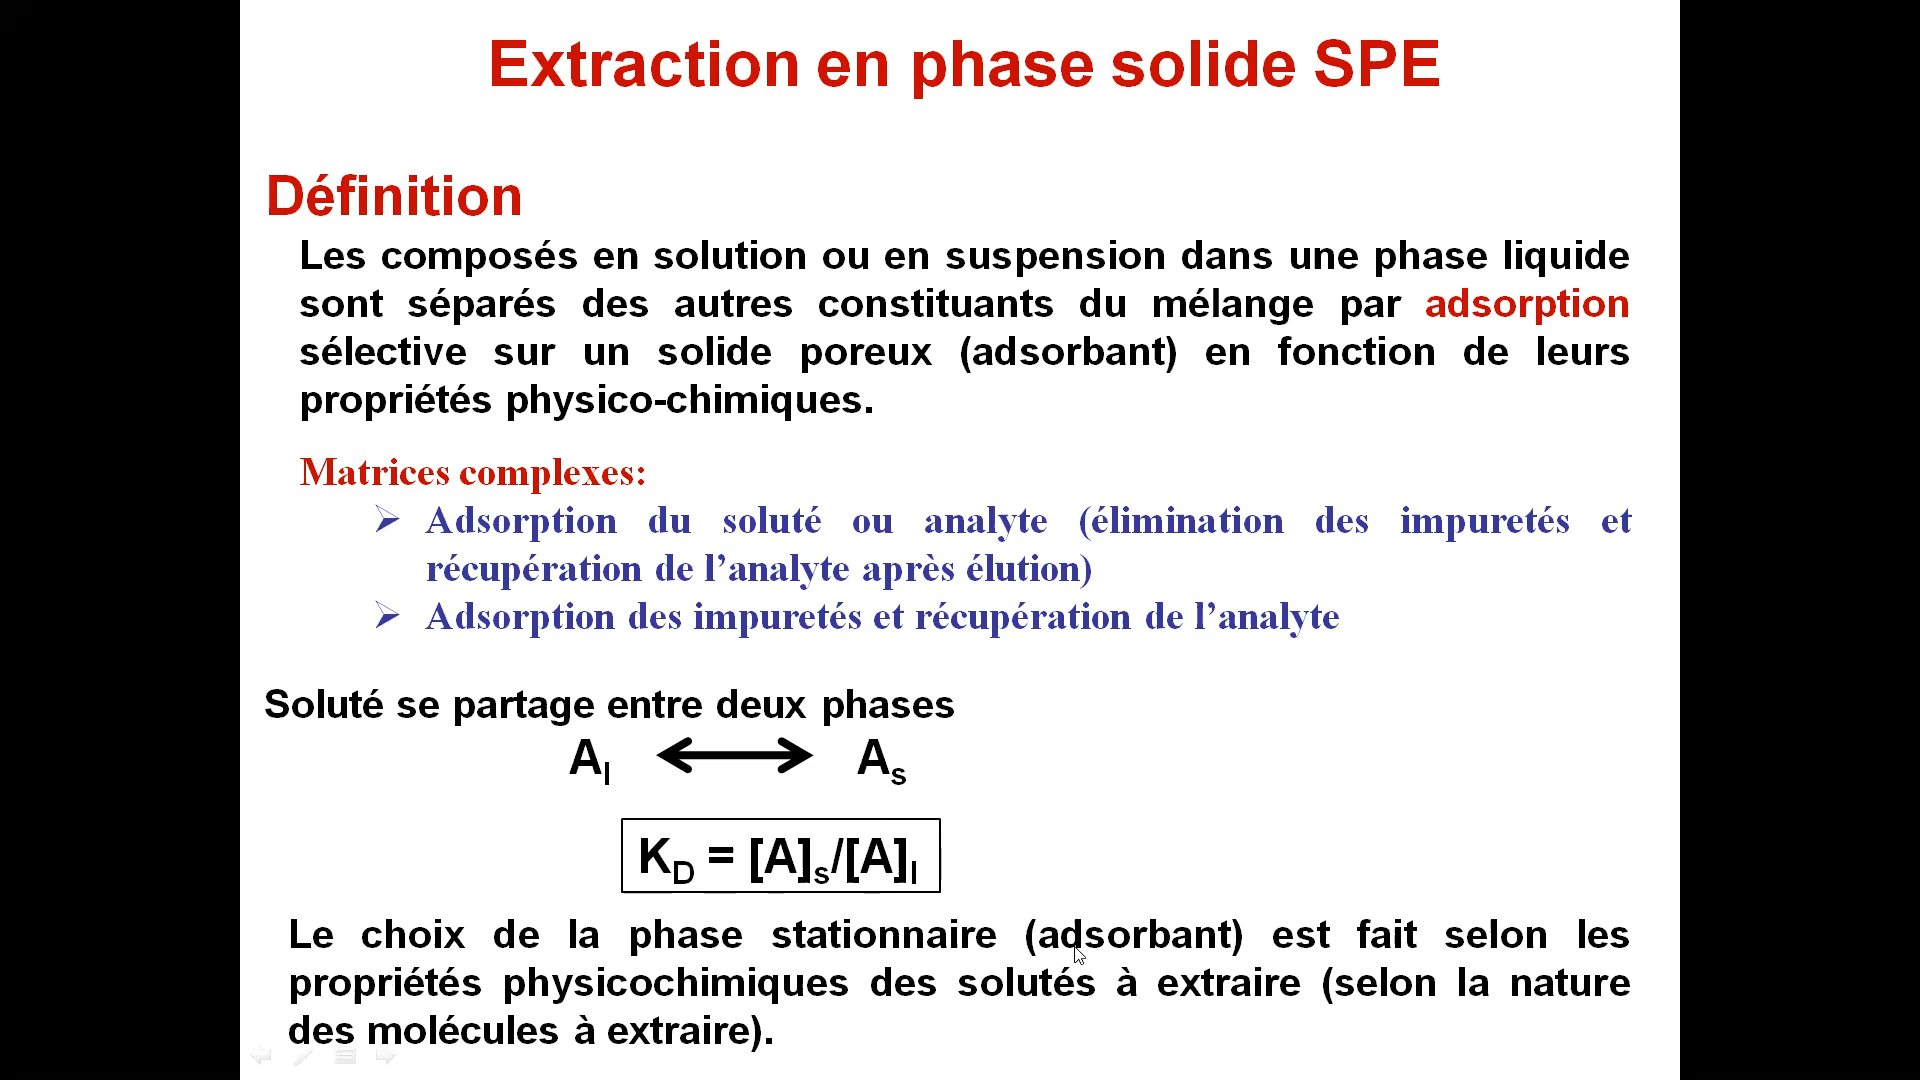 Extraction en phase solide SPE
Définition
Les composés en solution ou en suspension dans une phase liquide
sont séparés des autres constituants du mélange par adsorption
sélective sur un solide poreux (adsorbant) en fonction de leurs
propriétés physico-chimiques.
Matrices complexes:
➢ Adsorption du soluté ou analyte (élimination des impuretés et
récupération de l’analyte après élution)
➢ Adsorption des impuretés et récupération de l’analyte
Soluté se partage entre deux phases
Aₗ ⟷ Aₛ
K_D = [A]ₛ/[A]ₗ
Le choix de la phase stationnaire (adsorbant) est fait selon les
propriétés physicochimiques des solutés à extraire (selon la nature
des molécules à extraire).